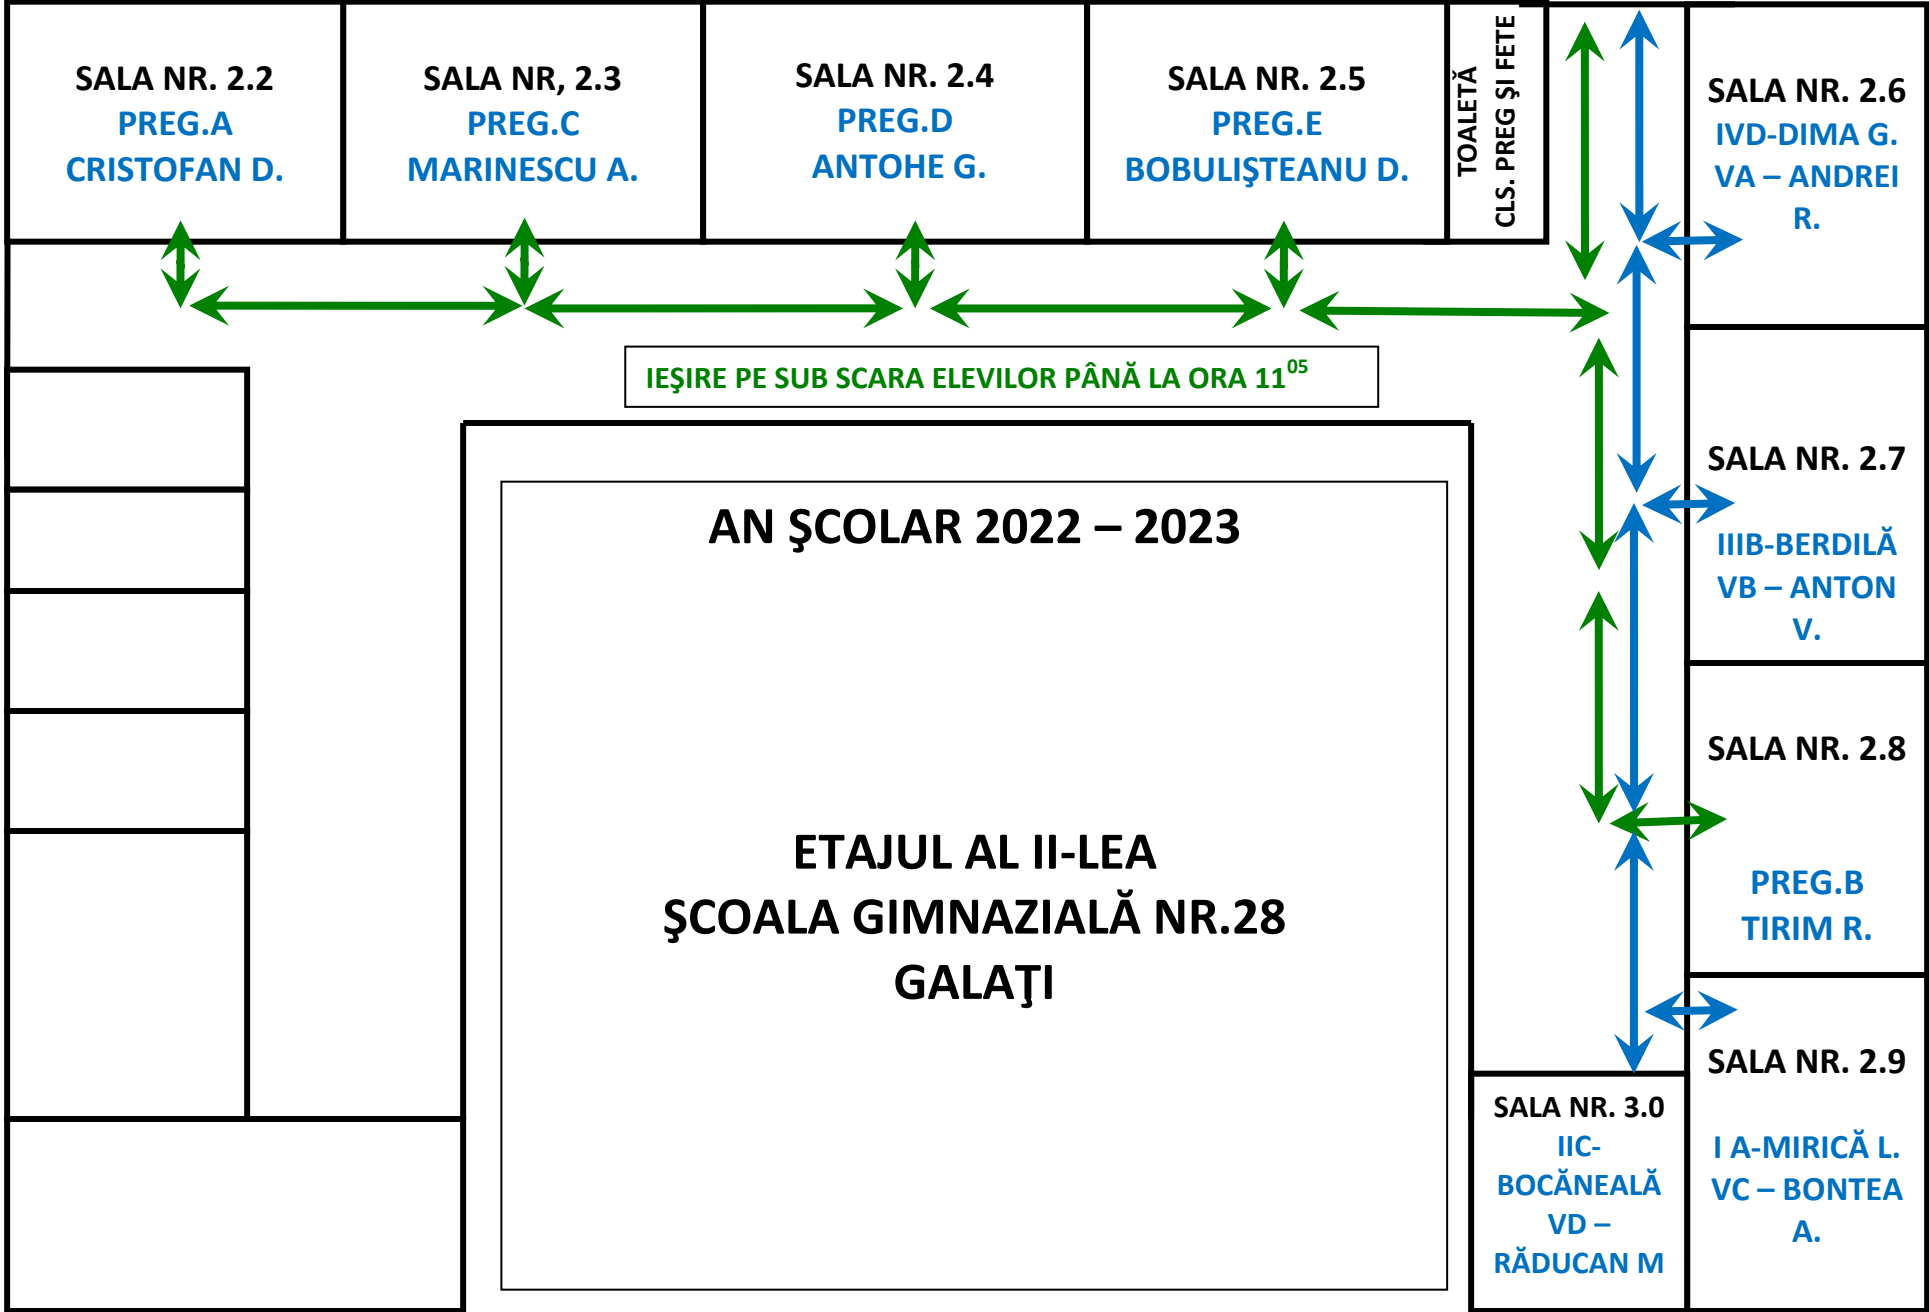 SALA NR. 2.2
PREG.A
CRISTOFAN D.
SALA NR, 2.3
PREG.C
MARINESCU A.
SALA NR. 2.4
PREG.D
ANTOHE G.
SALA NR. 2.5
PREG.E
BOBULIŞTEANU D.
TOALETĂ
CLS. PREG ŞI FETE
SALA NR. 2.6
IVD-DIMA G.
VA – ANDREI
R.
IEŞIRE PE SUB SCARA ELEVILOR PÂNĂ LA ORA 11⁰⁵
SALA NR. 2.7
IIIB-BERDILĂ
VB – ANTON
V.
AN ŞCOLAR 2022 – 2023
ETAJUL AL II-LEA
ŞCOALA GIMNAZIALĂ NR.28
GALAŢI
SALA NR. 2.8
PREG.B
TIRIM R.
SALA NR. 2.9
I A-MIRICĂ L.
VC – BONTEA
A.
SALA NR. 3.0
IIC-
BOCĂNEALĂ
VD –
RĂDUCAN M